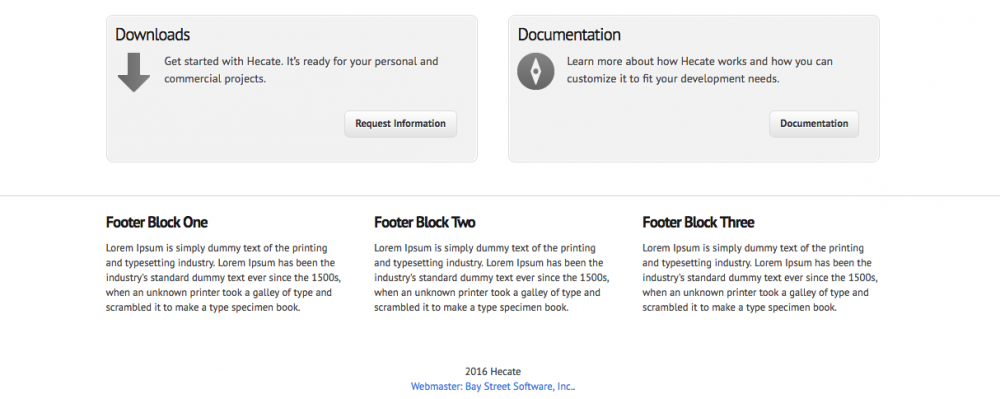 Downloads
Get started with Hecate. It's ready for your personal and
commercial projects.
Request Information
Documentation
Learn more about how Hecate works and how you can
customize it to fit your development needs.
Documentation
Footer Block One
Lorem Ipsum is simply dummy text of the printing
and typesetting industry. Lorem Ipsum has been the
industry's standard dummy text ever since the 1500s,
when an unknown printer took a galley of type and
scrambled it to make a type specimen book.
Footer Block Two
Lorem Ipsum is simply dummy text of the printing
and typesetting industry. Lorem Ipsum has been the
industry's standard dummy text ever since the 1500s,
when an unknown printer took a galley of type and
scrambled it to make a type specimen book.
Footer Block Three
Lorem Ipsum is simply dummy text of the printing
and typesetting industry. Lorem Ipsum has been the
industry's standard dummy text ever since the 1500s,
when an unknown printer took a galley of type and
scrambled it to make a type specimen book.
2016 Hecate
Webmaster: Bay Street Software, Inc..